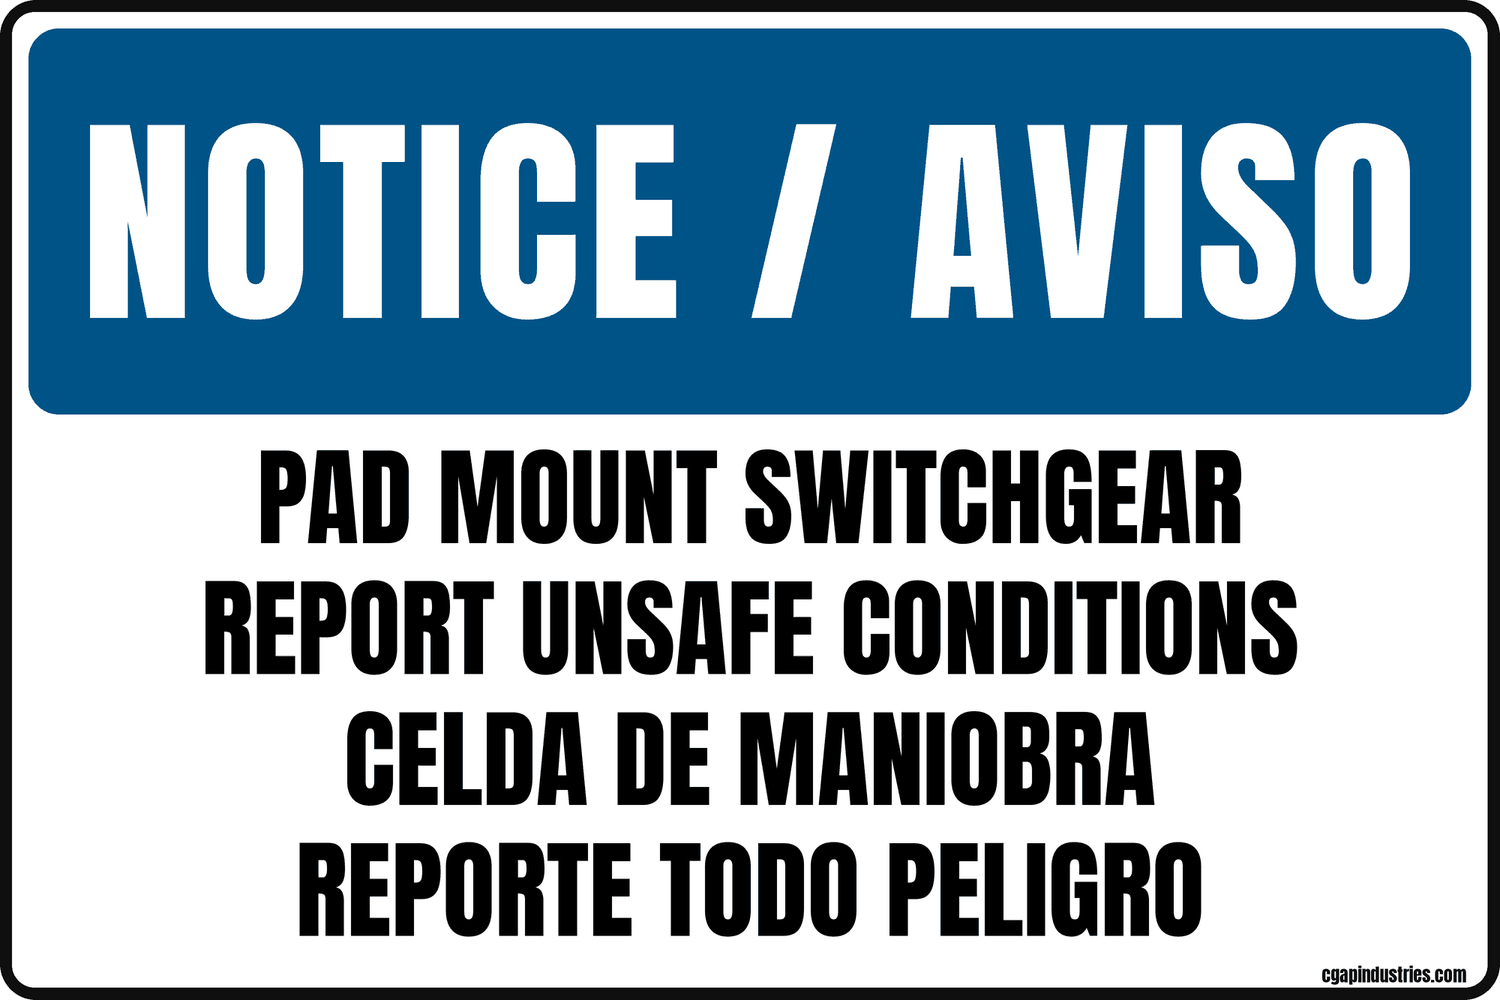 NOTICE / AVISO
PAD MOUNT SWITCHGEAR
REPORT UNSAFE CONDITIONS
CELDA DE MANIOBRA
REPORTE TODO PELIGRO
cgapindustries.com